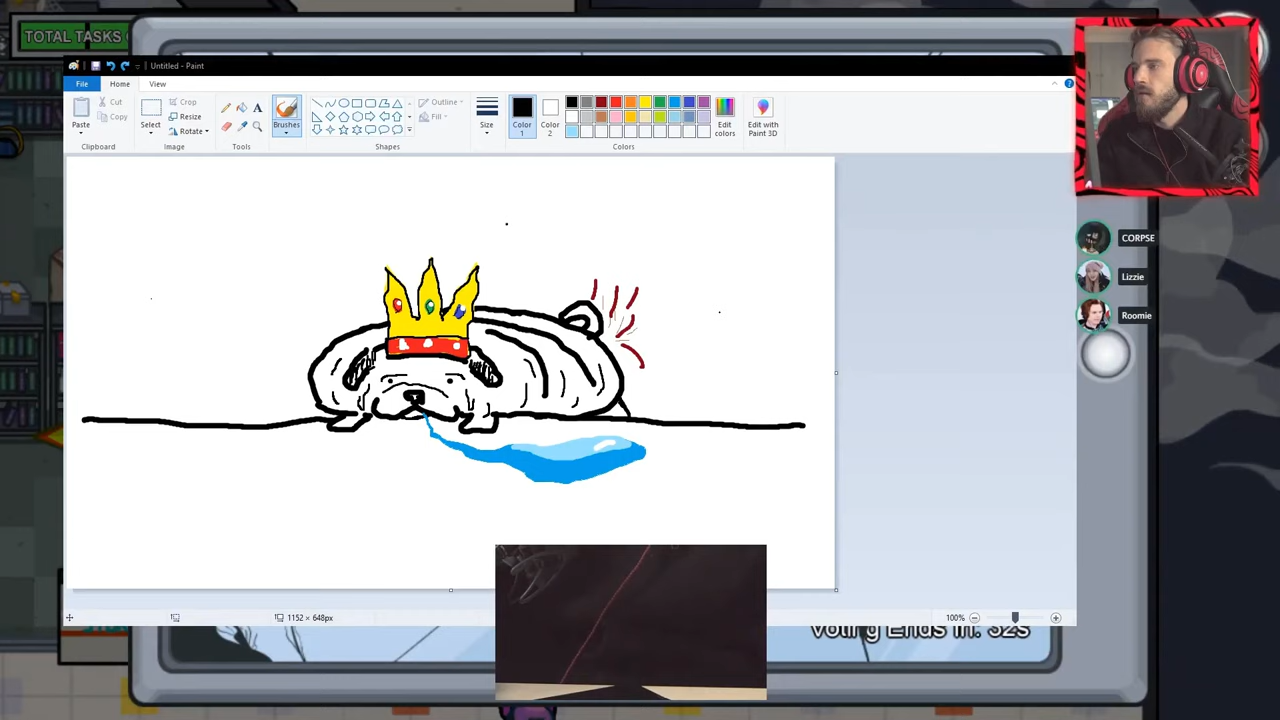 TOTAL TASKS
Untitled - Paint
File Home View
Paste
Cut
Copy
Clipboard
Select
Crop
Resize
Rotate
Image
A
Tools
Brushes
Outline
Fill
Shapes
Size
Color
1
Color
2
Edit
colors
Colors
Edit with
Paint 3D
CORPSE
Lizzie
Roomie
1152 × 648px
100%
Voting Ends In: 32s